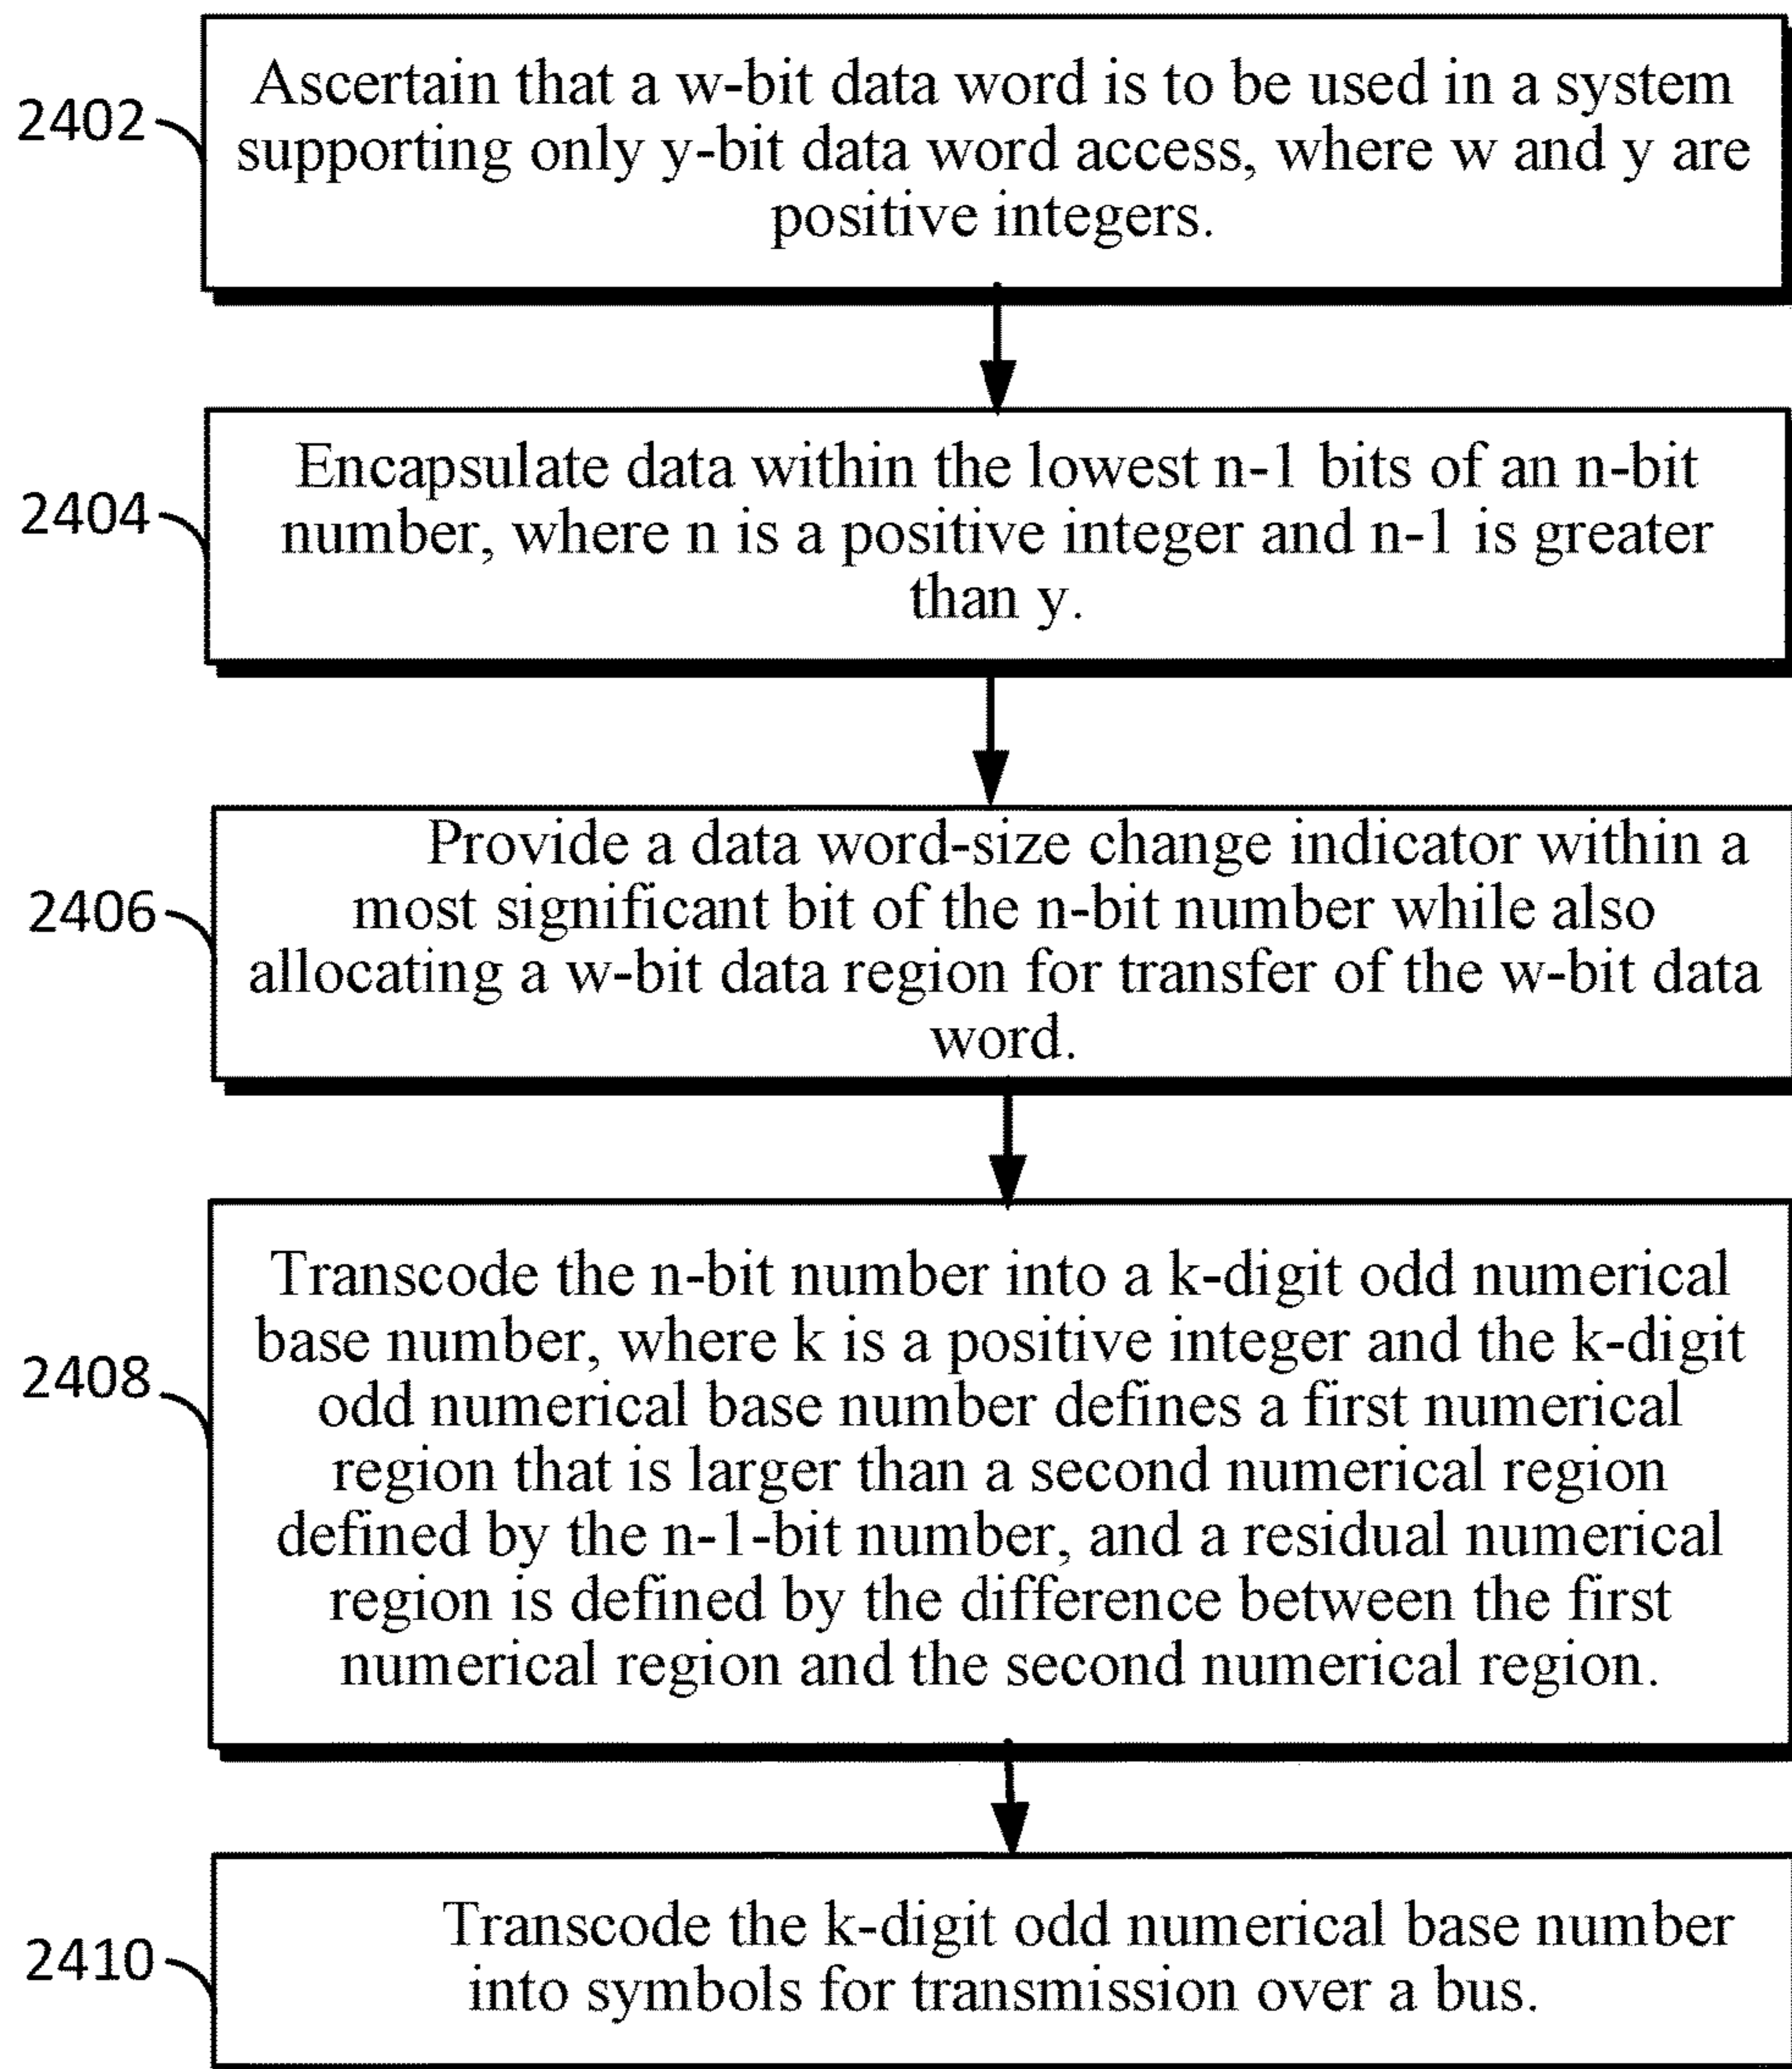 2402
Ascertain that a w-bit data word is to be used in a system
supporting only y-bit data word access, where w and y are
positive integers.
2404
Encapsulate data within the lowest n-1 bits of an n-bit
number, where n is a positive integer and n-1 is greater
than y.
2406
Provide a data word-size change indicator within a
most significant bit of the n-bit number while also
allocating a w-bit data region for transfer of the w-bit data
word.
2408
Transcode the n-bit number into a k-digit odd numerical
base number, where k is a positive integer and the k-digit
odd numerical base number defines a first numerical
region that is larger than a second numerical region
defined by the n-1-bit number, and a residual numerical
region is defined by the difference between the first
numerical region and the second numerical region.
2410
Transcode the k-digit odd numerical base number
into symbols for transmission over a bus.